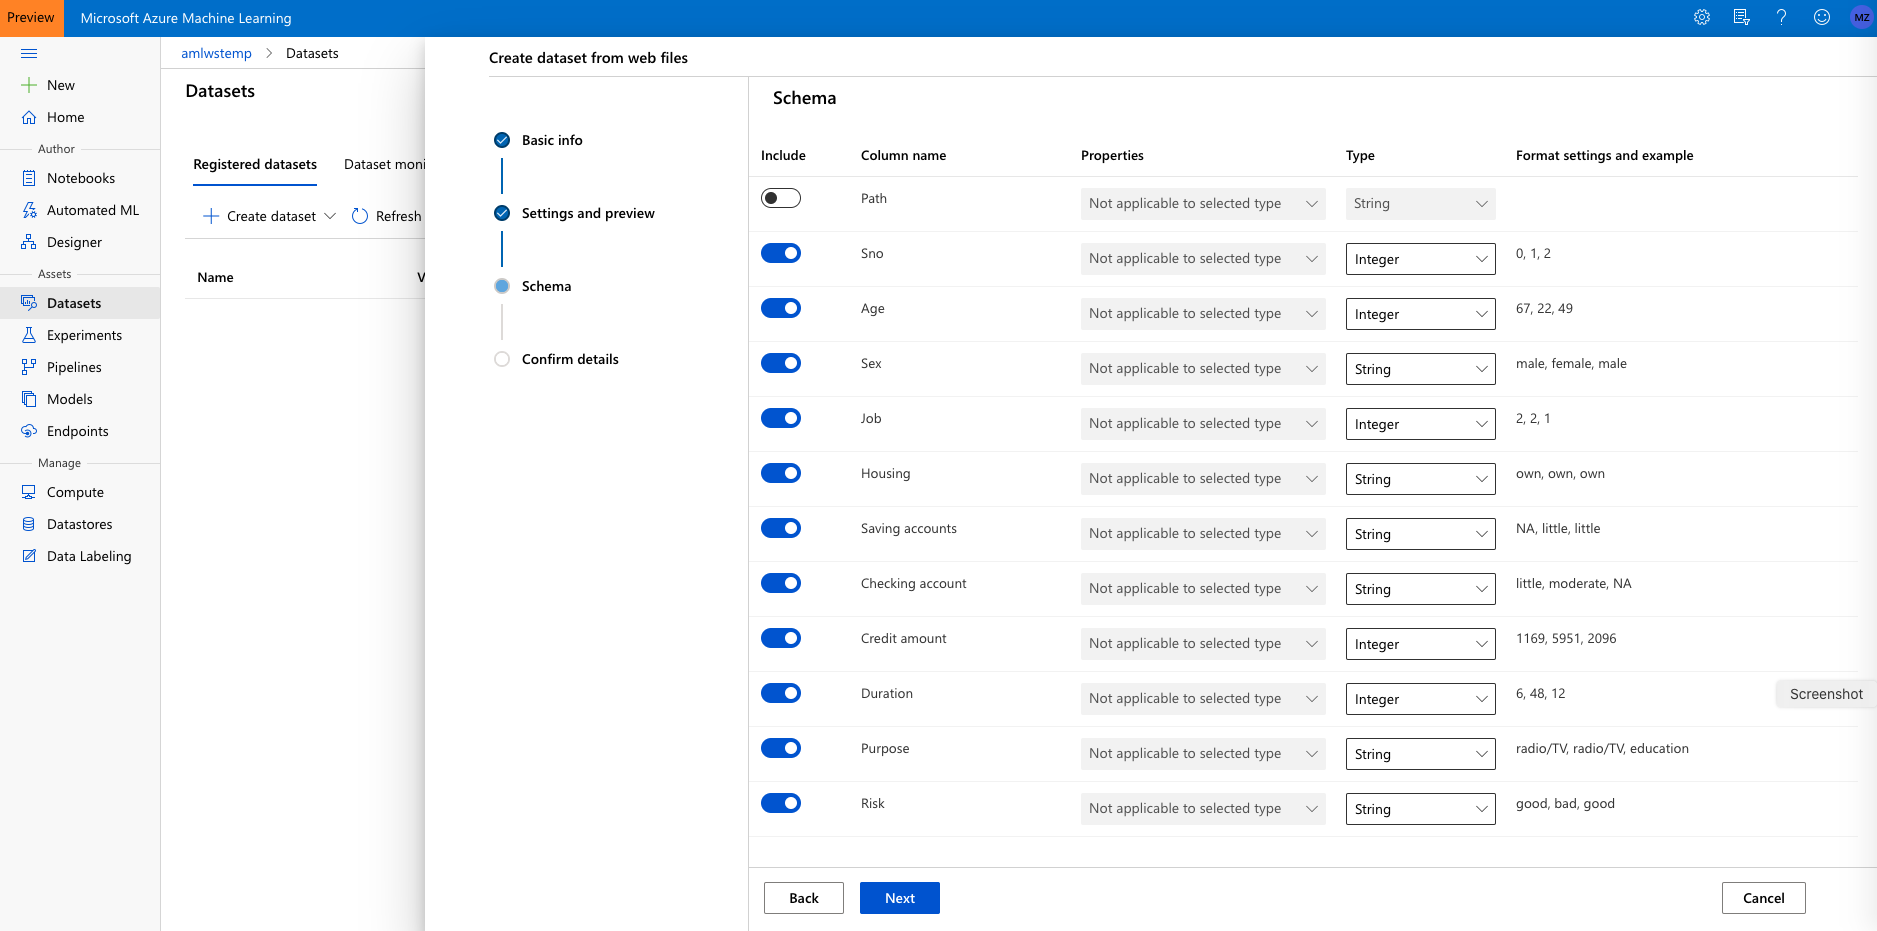 Preview
Microsoft Azure Machine Learning
MZ
New
Home
Author
Notebooks
Automated ML
Designer
Assets
Datasets
Experiments
Pipelines
Models
Endpoints
Manage
Compute
Datastores
Data Labeling
amlwstemp > Datasets
Datasets
Registered datasets Dataset moni
Create dataset Refresh
Name V
Create dataset from web files
Basic info
Settings and preview
Schema
Confirm details
Schema
Include Column name Properties Type Format settings and example
Path Not applicable to selected type String
Sno Not applicable to selected type Integer 0, 1, 2
Age Not applicable to selected type Integer 67, 22, 49
Sex Not applicable to selected type String male, female, male
Job Not applicable to selected type Integer 2, 2, 1
Housing Not applicable to selected type String own, own, own
Saving accounts Not applicable to selected type String NA, little, little
Checking account Not applicable to selected type String little, moderate, NA
Credit amount Not applicable to selected type Integer 1169, 5951, 2096
Duration Not applicable to selected type Integer 6, 48, 12
Screenshot
Purpose Not applicable to selected type String radio/TV, radio/TV, education
Risk Not applicable to selected type String good, bad, good
Back Next Cancel